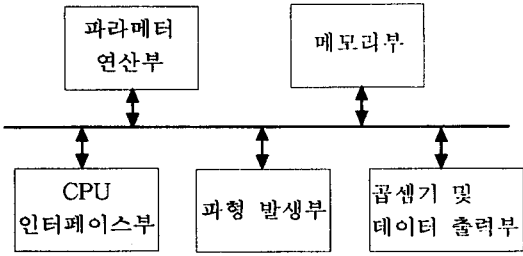 파라메터
연산부
메모리부
CPU
인터페이스부
파형 발생부
곱셈기 및
데이터 출력부